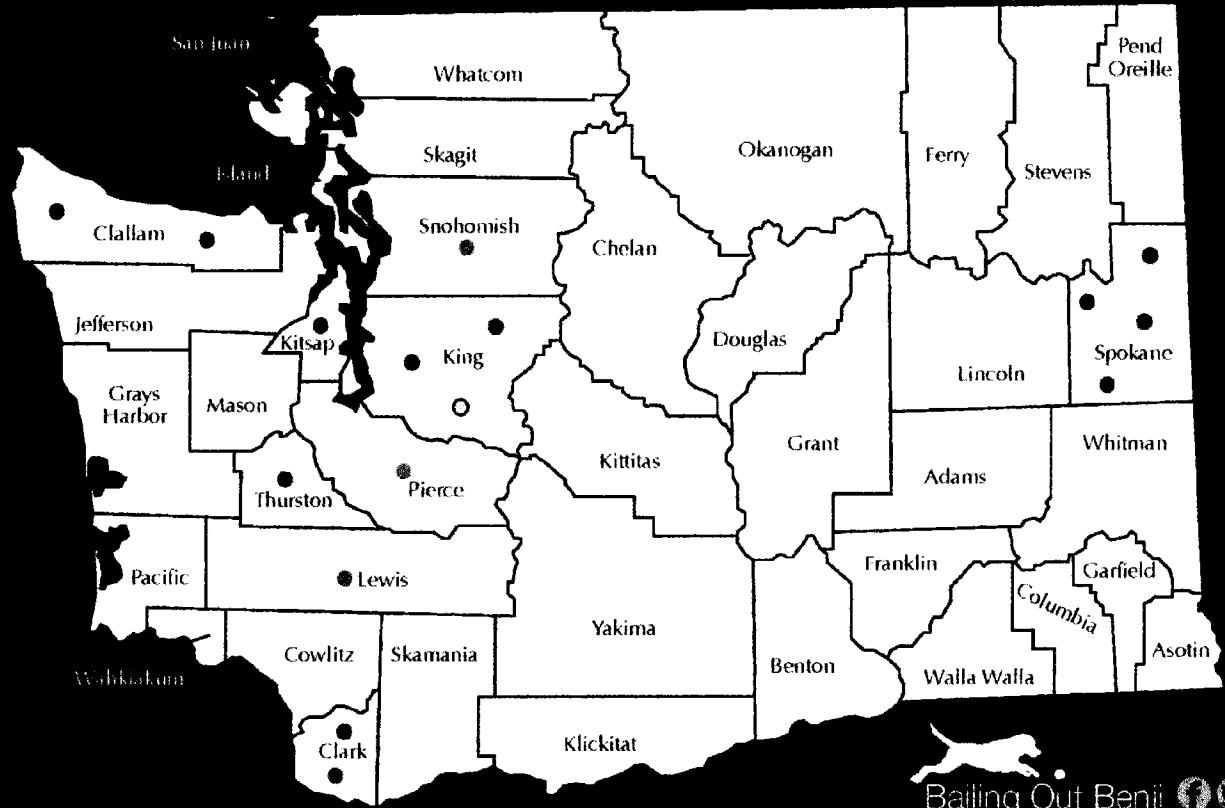 San Juan
Whatcom
Pend
Oreille
Skagit
Okanogan
Ferry
Stevens
Island
Clallam
Snohomish
Chelan
Jefferson
Kitsap
King
Douglas
Lincoln
Spokane
Grays
Harbor
Mason
Grant
Whitman
Kittitas
Adams
Thurston
Pierce
Pacific
Lewis
Franklin
Garfield
Columbia
Yakima
Cowlitz
Skamania
Benton
Walla Walla
Asotin
Wahkiakum
Clark
Klickitat
Bailing Out Benji